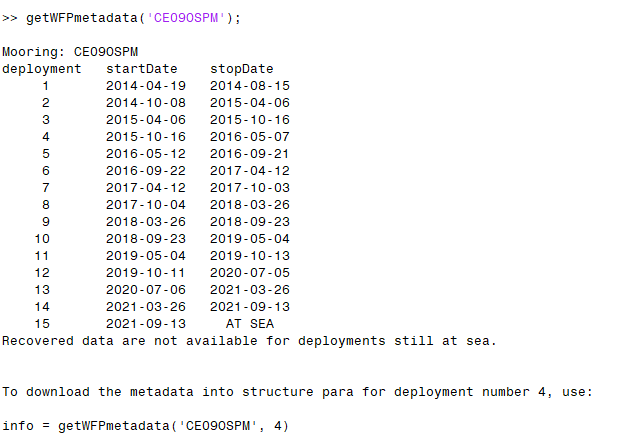 >> getWFPmetadata('CE09OSPM');
Mooring: CE09OSPM
deployment   startDate    stopDate
1       2014-04-19   2014-08-15
2       2014-10-08   2015-04-06
3       2015-04-06   2015-10-16
4       2015-10-16   2016-05-07
5       2016-05-12   2016-09-21
6       2016-09-22   2017-04-12
7       2017-04-12   2017-10-03
8       2017-10-04   2018-03-26
9       2018-03-26   2018-09-23
10       2018-09-23   2019-05-04
11       2019-05-04   2019-10-13
12       2019-10-11   2020-07-05
13       2020-07-06   2021-03-26
14       2021-03-26   2021-09-13
15       2021-09-13     AT SEA
Recovered data are not available for deployments still at sea.
To download the metadata into structure para for deployment number 4, use:
info = getWFPmetadata('CE09OSPM', 4)